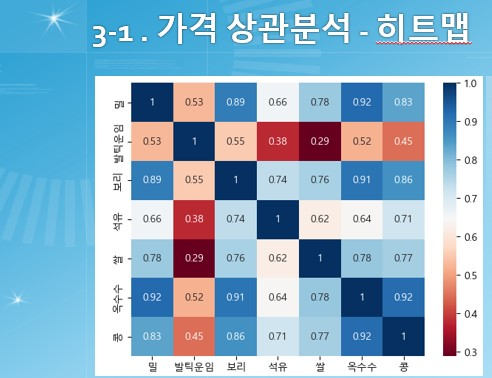 3-1 . 가격 상관분석 - 히트맵
밀 1 0.53 0.89 0.66 0.78 0.92 0.83
발틱운임 0.53 1 0.55 0.38 0.29 0.52 0.45
보리 0.89 0.55 1 0.74 0.76 0.91 0.86
석유 0.66 0.38 0.74 1 0.62 0.64 0.71
쌀 0.78 0.29 0.76 0.62 1 0.78 0.77
옥수수 0.92 0.52 0.91 0.64 0.78 1 0.92
콩 0.83 0.45 0.86 0.71 0.77 0.92 1
밀 발틱운임 보리 석유 쌀 옥수수 콩
1.0
0.9
0.8
0.7
0.6
0.5
0.4
0.3